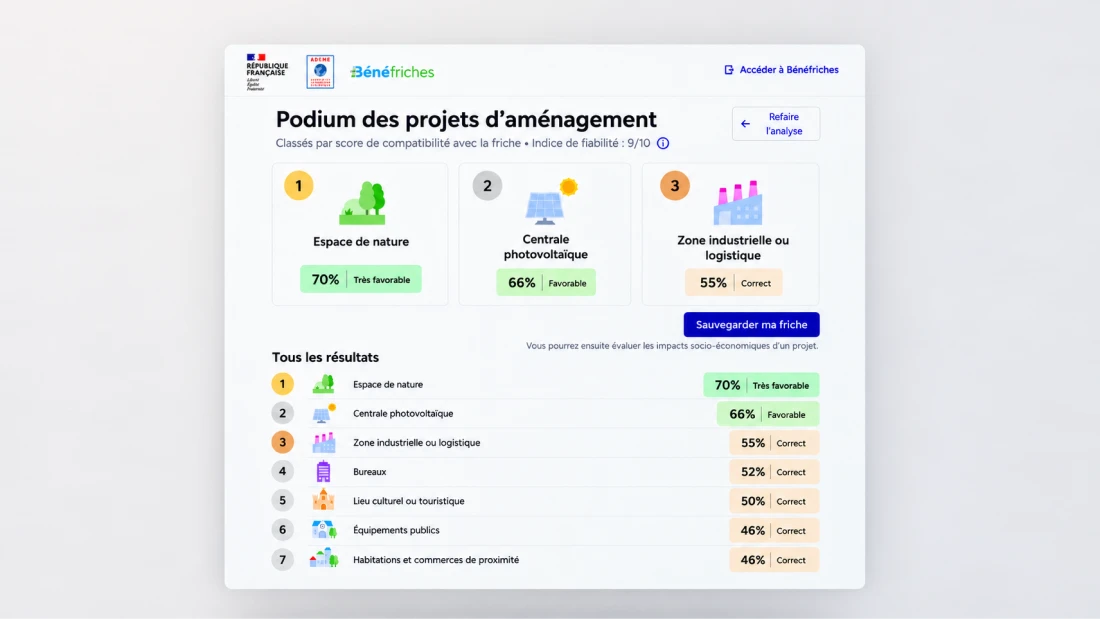 RÉPUBLIQUE
FRANÇAISE
Liberté
Égalité
Fraternité
ADEME
Bénéfriches
Accéder à Bénéfriches
Podium des projets d’aménagement
Classés par score de compatibilité avec la friche • Indice de fiabilité : 9/10
Refaire
l'analyse
1
Espace de nature
70% Très favorable
2
Centrale
photovoltaïque
66% Favorable
3
Zone industrielle ou
logistique
55% Correct
Sauvegarder ma friche
Vous pourrez ensuite évaluer les impacts socio-économiques d'un projet.
Tous les résultats
1 Espace de nature 70% Très favorable
2 Centrale photovoltaïque 66% Favorable
3 Zone industrielle ou logistique 55% Correct
4 Bureaux 52% Correct
5 Lieu culturel ou touristique 50% Correct
6 Équipements publics 46% Correct
7 Habitations et commerces de proximité 46% Correct